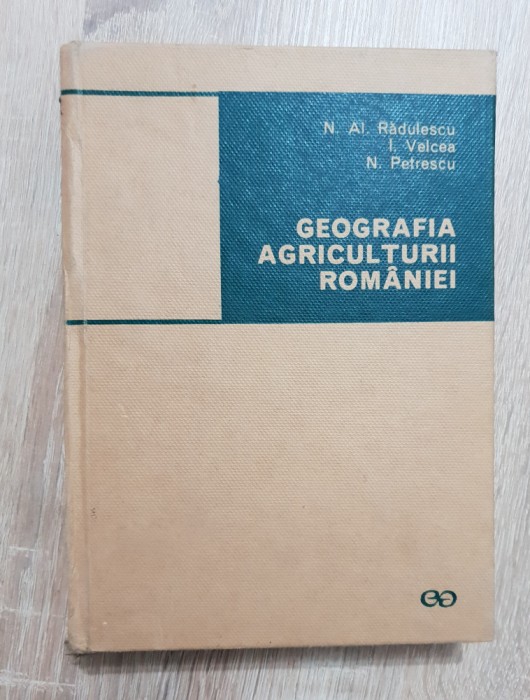 N. Al. Rădulescu
I. Velcea
N. Petrescu
GEOGRAFIA
AGRICULTURII
ROMÂNIEI